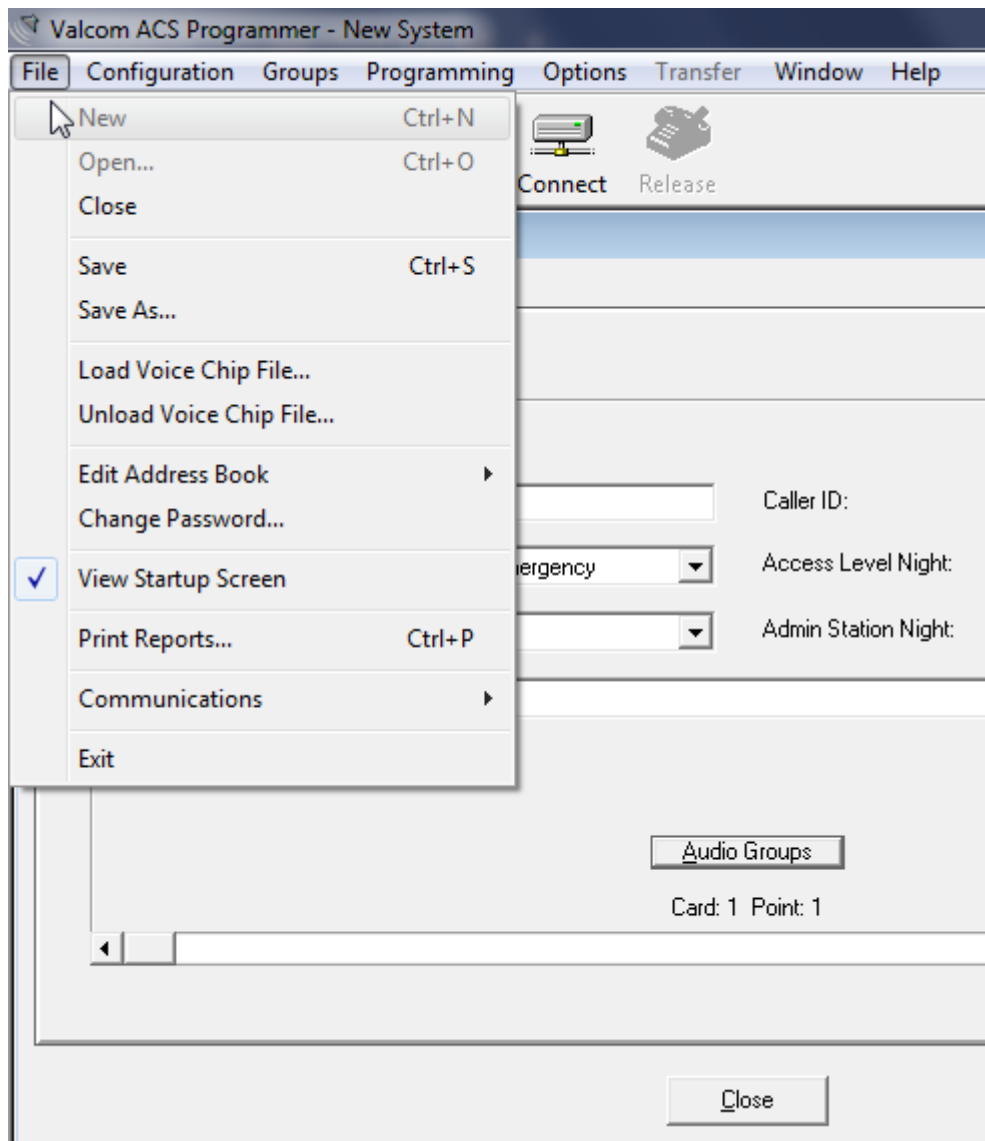 Valcom ACS Programmer - New System
File Configuration Groups Programming Options Transfer Window Help
New Ctrl+N
Open... Ctrl+O
Close
Save Ctrl+S
Save As...
Load Voice Chip File...
Unload Voice Chip File...
Edit Address Book
Change Password...
View Startup Screen
Print Reports... Ctrl+P
Communications
Exit
Connect Release
Caller ID:
ergency Access Level Night:
Admin Station Night:
Audio Groups
Card: 1 Point: 1
Close